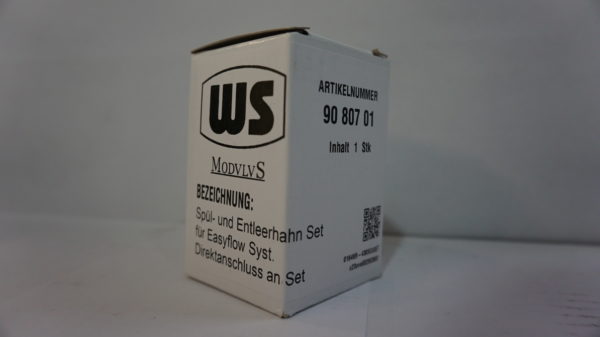 WS
MODVLVS
BEZEICHNUNG:
Spül- und Entleerhahn Set
für Easyflow Syst.
Direktanschluss an Set
ARTIKELNUMMER
90 807 01
Inhalt 1 Stk